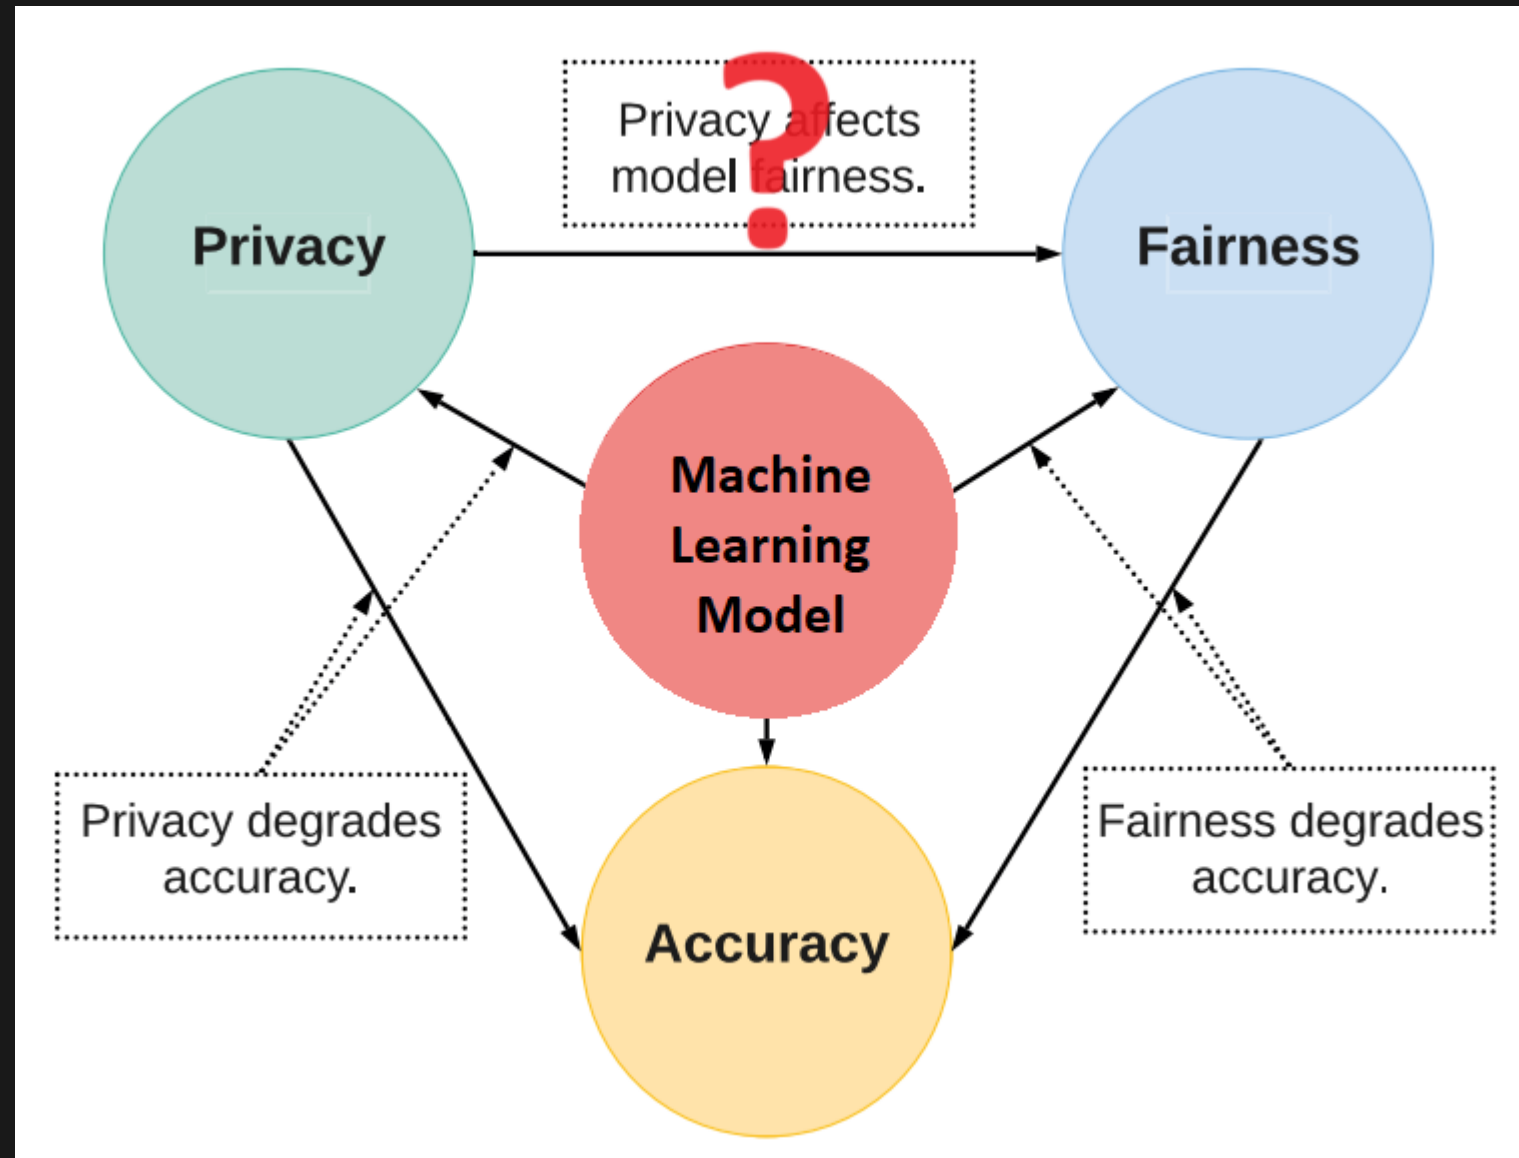 ?
Privacy affects
model fairness.
Privacy
Fairness
Machine
Learning
Model
Privacy degrades
accuracy.
Fairness degrades
accuracy.
Accuracy